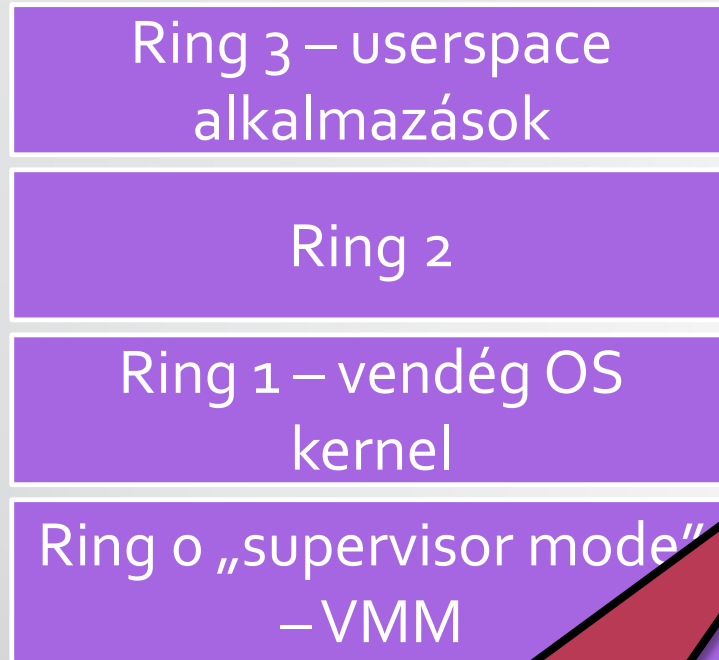 Ring 3 – userspace
alkalmazások
Ring 2
Ring 1 – vendég OS
kernel
Ring 0 „supervisor mode”
– VMM